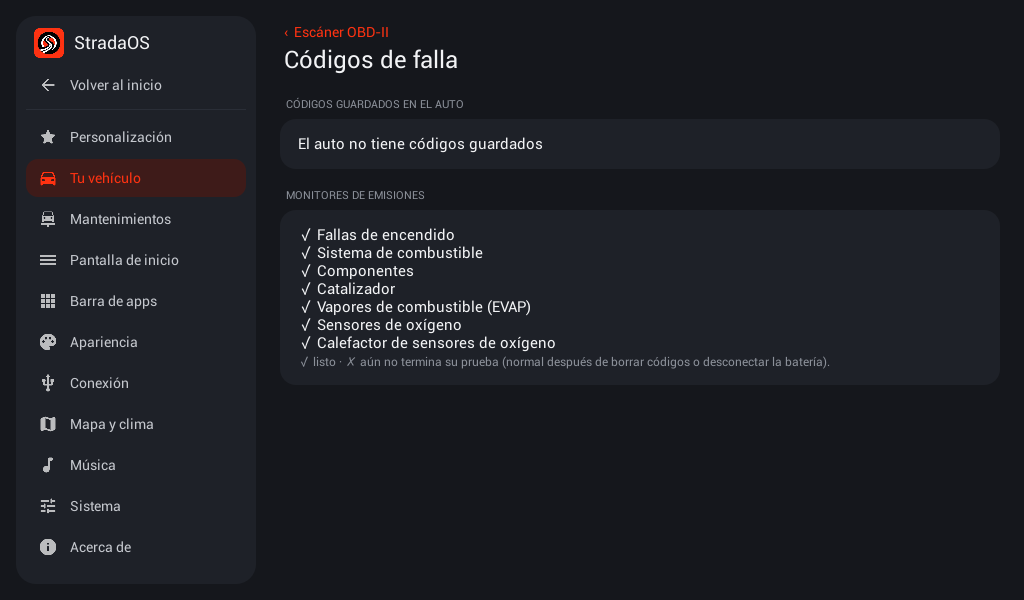 StradaOS
Volver al inicio
Personalización
Tu vehículo
Mantenimientos
Pantalla de inicio
Barra de apps
Apariencia
Conexión
Mapa y clima
Música
Sistema
Acerca de
‹ Escáner OBD-II
Códigos de falla
CÓDIGOS GUARDADOS EN EL AUTO
El auto no tiene códigos guardados
MONITORES DE EMISIONES
✓ Fallas de encendido
✓ Sistema de combustible
✓ Componentes
✓ Catalizador
✓ Vapores de combustible (EVAP)
✓ Sensores de oxígeno
✓ Calefactor de sensores de oxígeno
✓ listo · ✗ aún no termina su prueba (normal después de borrar códigos o desconectar la batería).